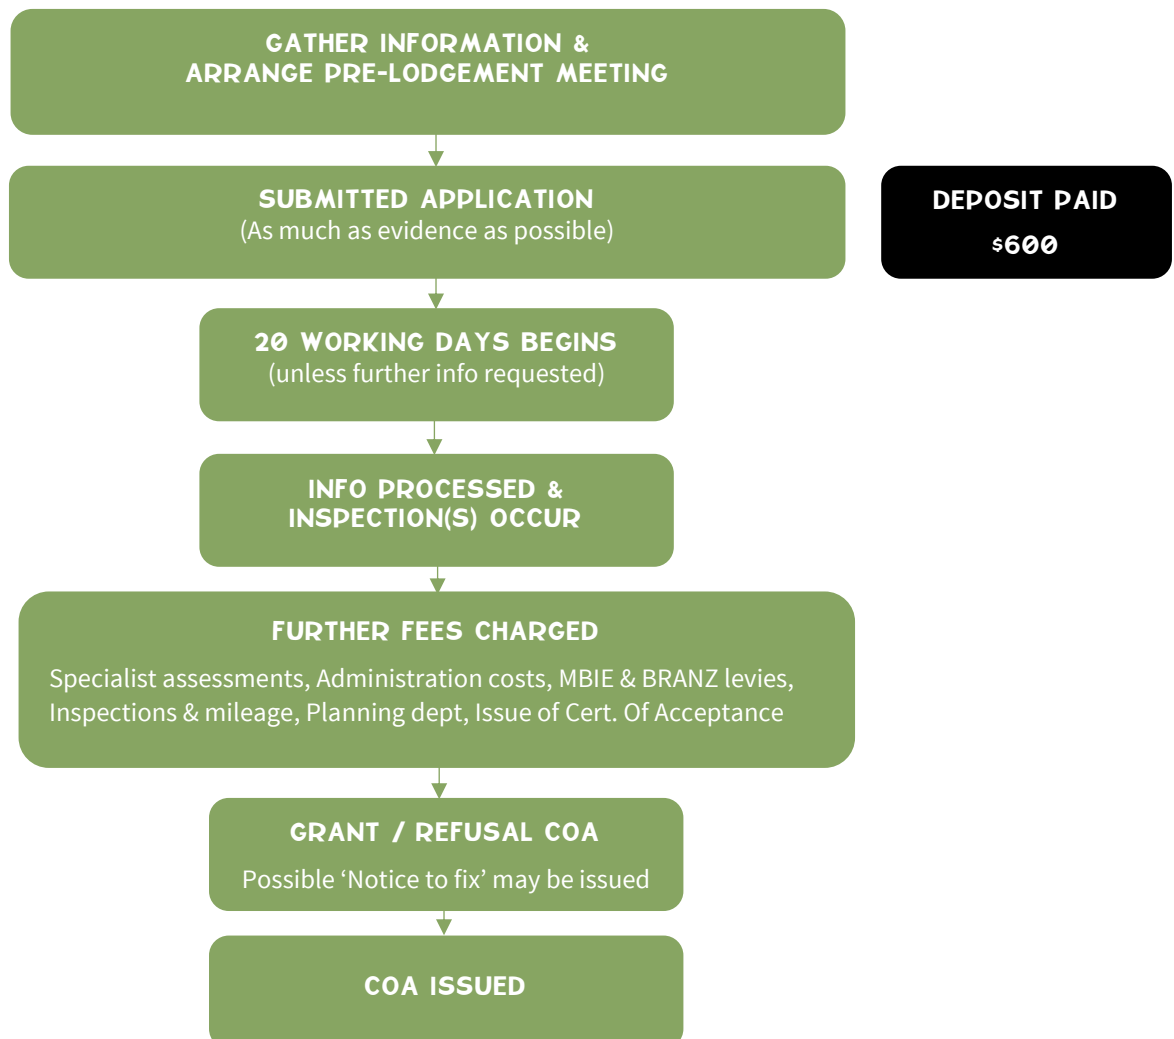 GATHER INFORMATION &
ARRANGE PRE-LODGEMENT MEETING
SUBMITTED APPLICATION
(As much as evidence as possible)
DEPOSIT PAID
$600
20 WORKING DAYS BEGINS
(unless further info requested)
INFO PROCESSED &
INSPECTION(S) OCCUR
FURTHER FEES CHARGED
Specialist assessments, Administration costs, MBIE & BRANZ levies,
Inspections & mileage, Planning dept, Issue of Cert. Of Acceptance
GRANT / REFUSAL COA
Possible ‘Notice to fix’ may be issued
COA ISSUED